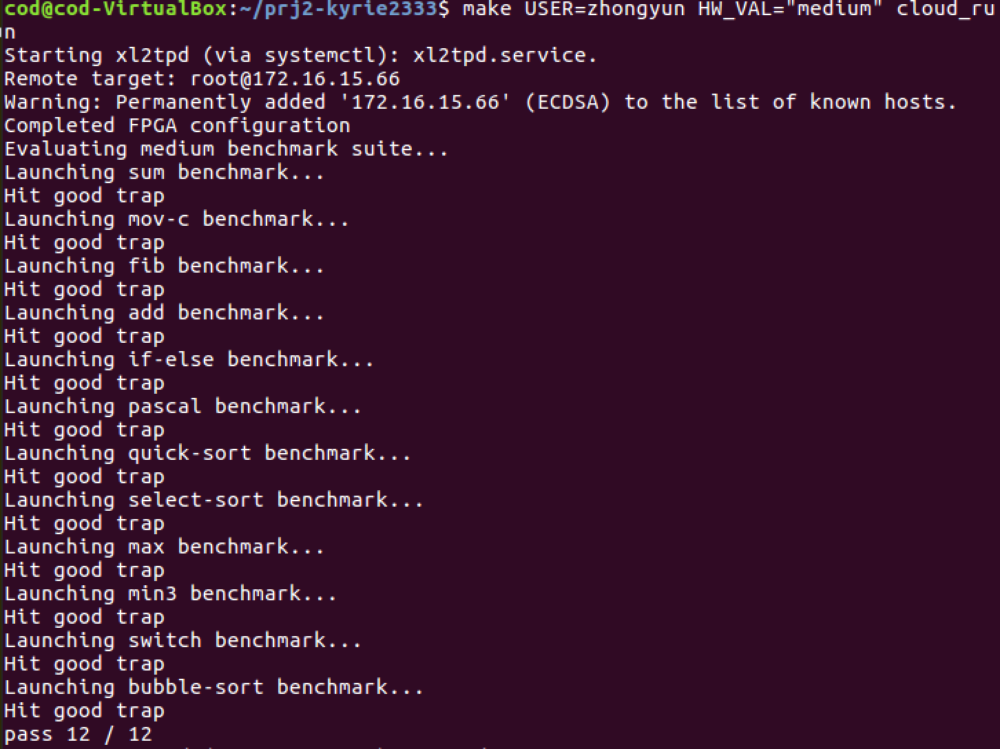 cod@cod-VirtualBox:~/prj2-kyrie2333$ make USER=zhongyun HW_VAL="medium" cloud_ru
n
Starting xl2tpd (via systemctl): xl2tpd.service.
Remote target: root@172.16.15.66
Warning: Permanently added '172.16.15.66' (ECDSA) to the list of known hosts.
Completed FPGA configuration
Evaluating medium benchmark suite...
Launching sum benchmark...
Hit good trap
Launching mov-c benchmark...
Hit good trap
Launching fib benchmark...
Hit good trap
Launching add benchmark...
Hit good trap
Launching if-else benchmark...
Hit good trap
Launching pascal benchmark...
Hit good trap
Launching quick-sort benchmark...
Hit good trap
Launching select-sort benchmark...
Hit good trap
Launching max benchmark...
Hit good trap
Launching min3 benchmark...
Hit good trap
Launching switch benchmark...
Hit good trap
Launching bubble-sort benchmark...
Hit good trap
pass 12 / 12